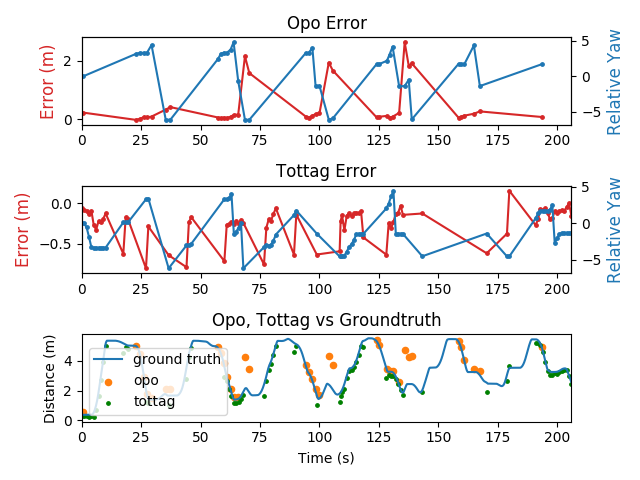 Opo Error
Error (m)
2
0
5
0
−5
Relative Yaw
0 25 50 75 100 125 150 175 200
Tottag Error
Error (m)
0.0
−0.5
5
0
−5
Relative Yaw
0 25 50 75 100 125 150 175 200
Opo, Tottag vs Groundtruth
Distance (m)
4
2
0
ground truth
opo
tottag
0 25 50 75 100 125 150 175 200
Time (s)